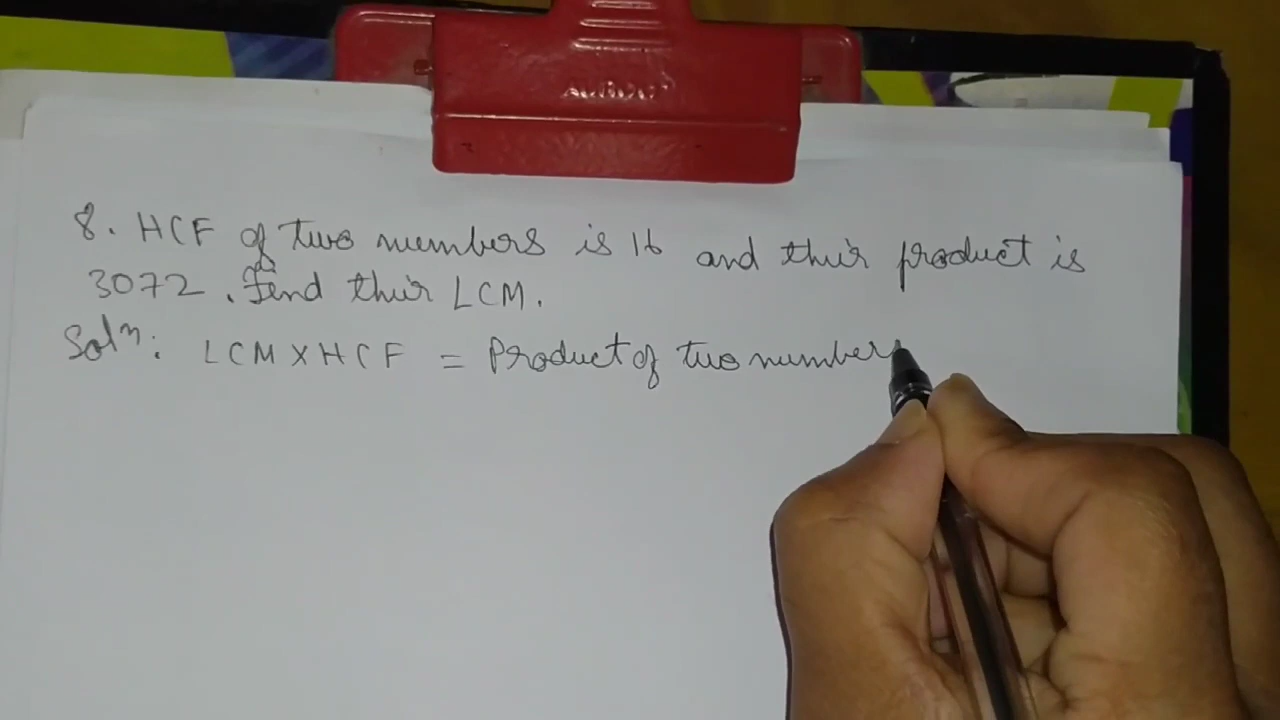 8. HCF of two numbers is 16 and their product is
3072. Find their LCM.
Soln: LCM X HCF = Product of two number